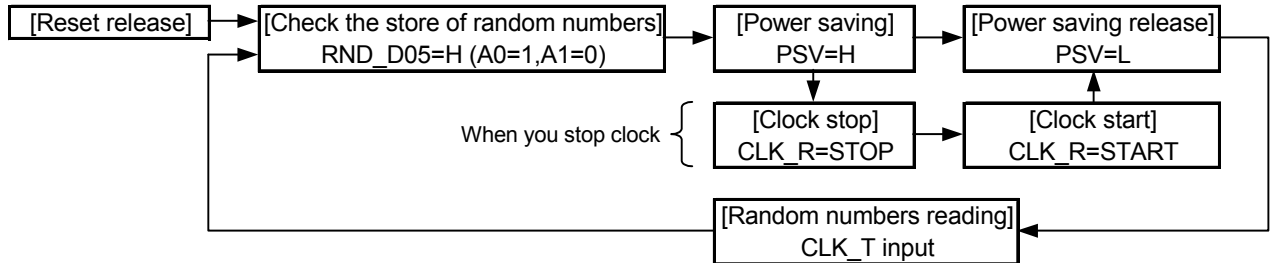 [Reset release]
[Check the store of random numbers]
RND_D05=H (A0=1,A1=0)
[Power saving]
PSV=H
[Power saving release]
PSV=L
When you stop clock
[Clock stop]
CLK_R=STOP
[Clock start]
CLK_R=START
[Random numbers reading]
CLK_T input